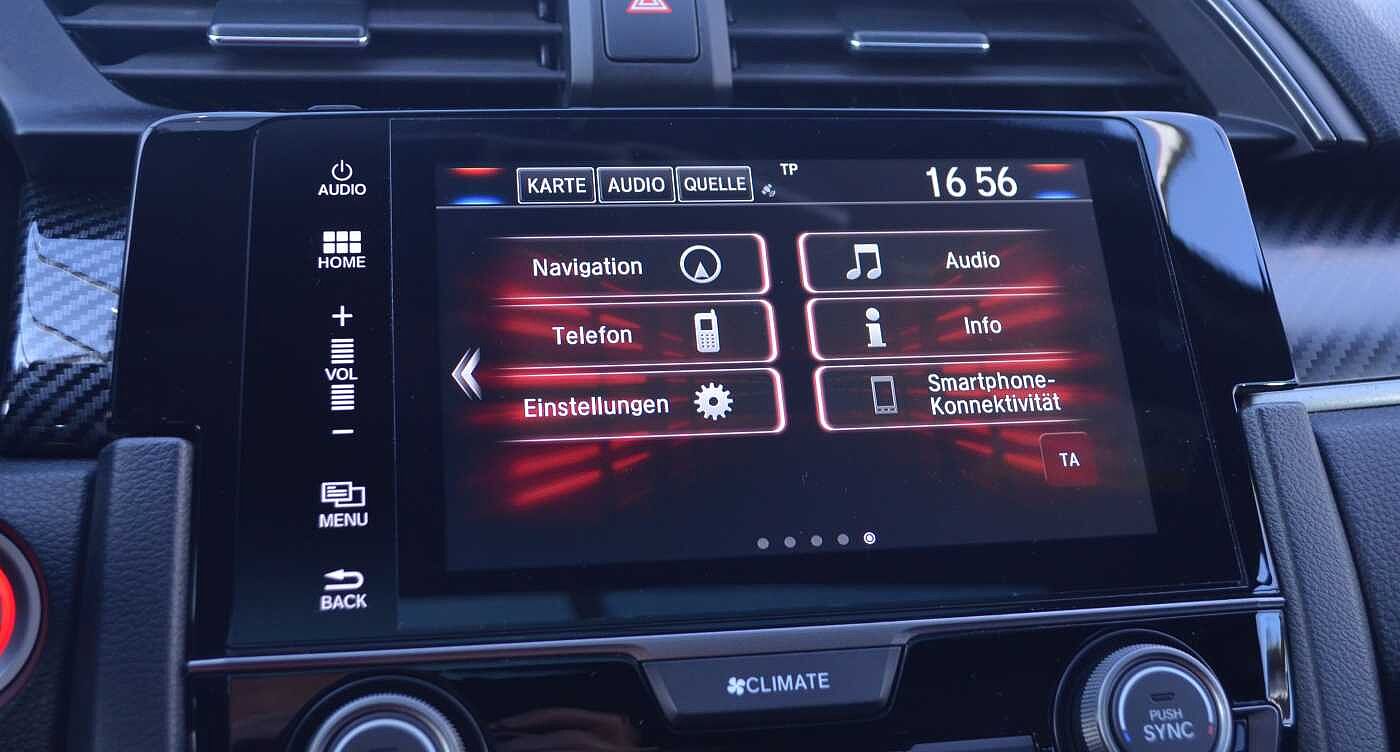 AUDIO
HOME
+
VOL
−
MENU
BACK
KARTE AUDIO QUELLE TP 16 56
Navigation
Audio
Telefon
Info
Einstellungen
Smartphone-
Konnektivität
TA
CLIMATE
PUSH
SYNC